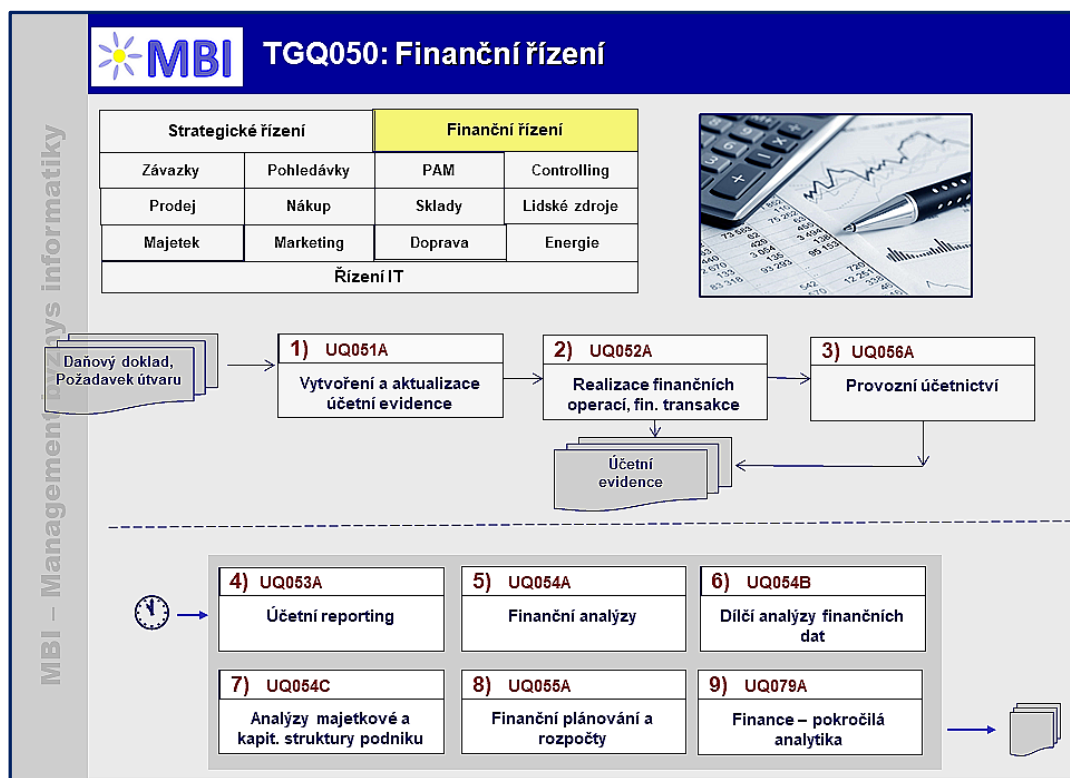 MBI
TGQ050: Finanční řízení
MBI – Management byznys informatiky
Strategické řízení
Finanční řízení
Závazky
Pohledávky
PAM
Controlling
Prodej
Nákup
Sklady
Lidské zdroje
Majetek
Marketing
Doprava
Energie
Řízení IT
Daňový doklad,
Požadavek útvaru
1) UQ051A
Vytvoření a aktualizace
účetní evidence
2) UQ052A
Realizace finančních
operací, fin. transakce
3) UQ056A
Provozní účetnictví
Účetní
evidence
4) UQ053A
Účetní reporting
5) UQ054A
Finanční analýzy
6) UQ054B
Dílčí analýzy finančních
dat
7) UQ054C
Analýzy majetkové a
kapit. struktury podniku
8) UQ055A
Finanční plánování a
rozpočty
9) UQ079A
Finance – pokročilá
analytika